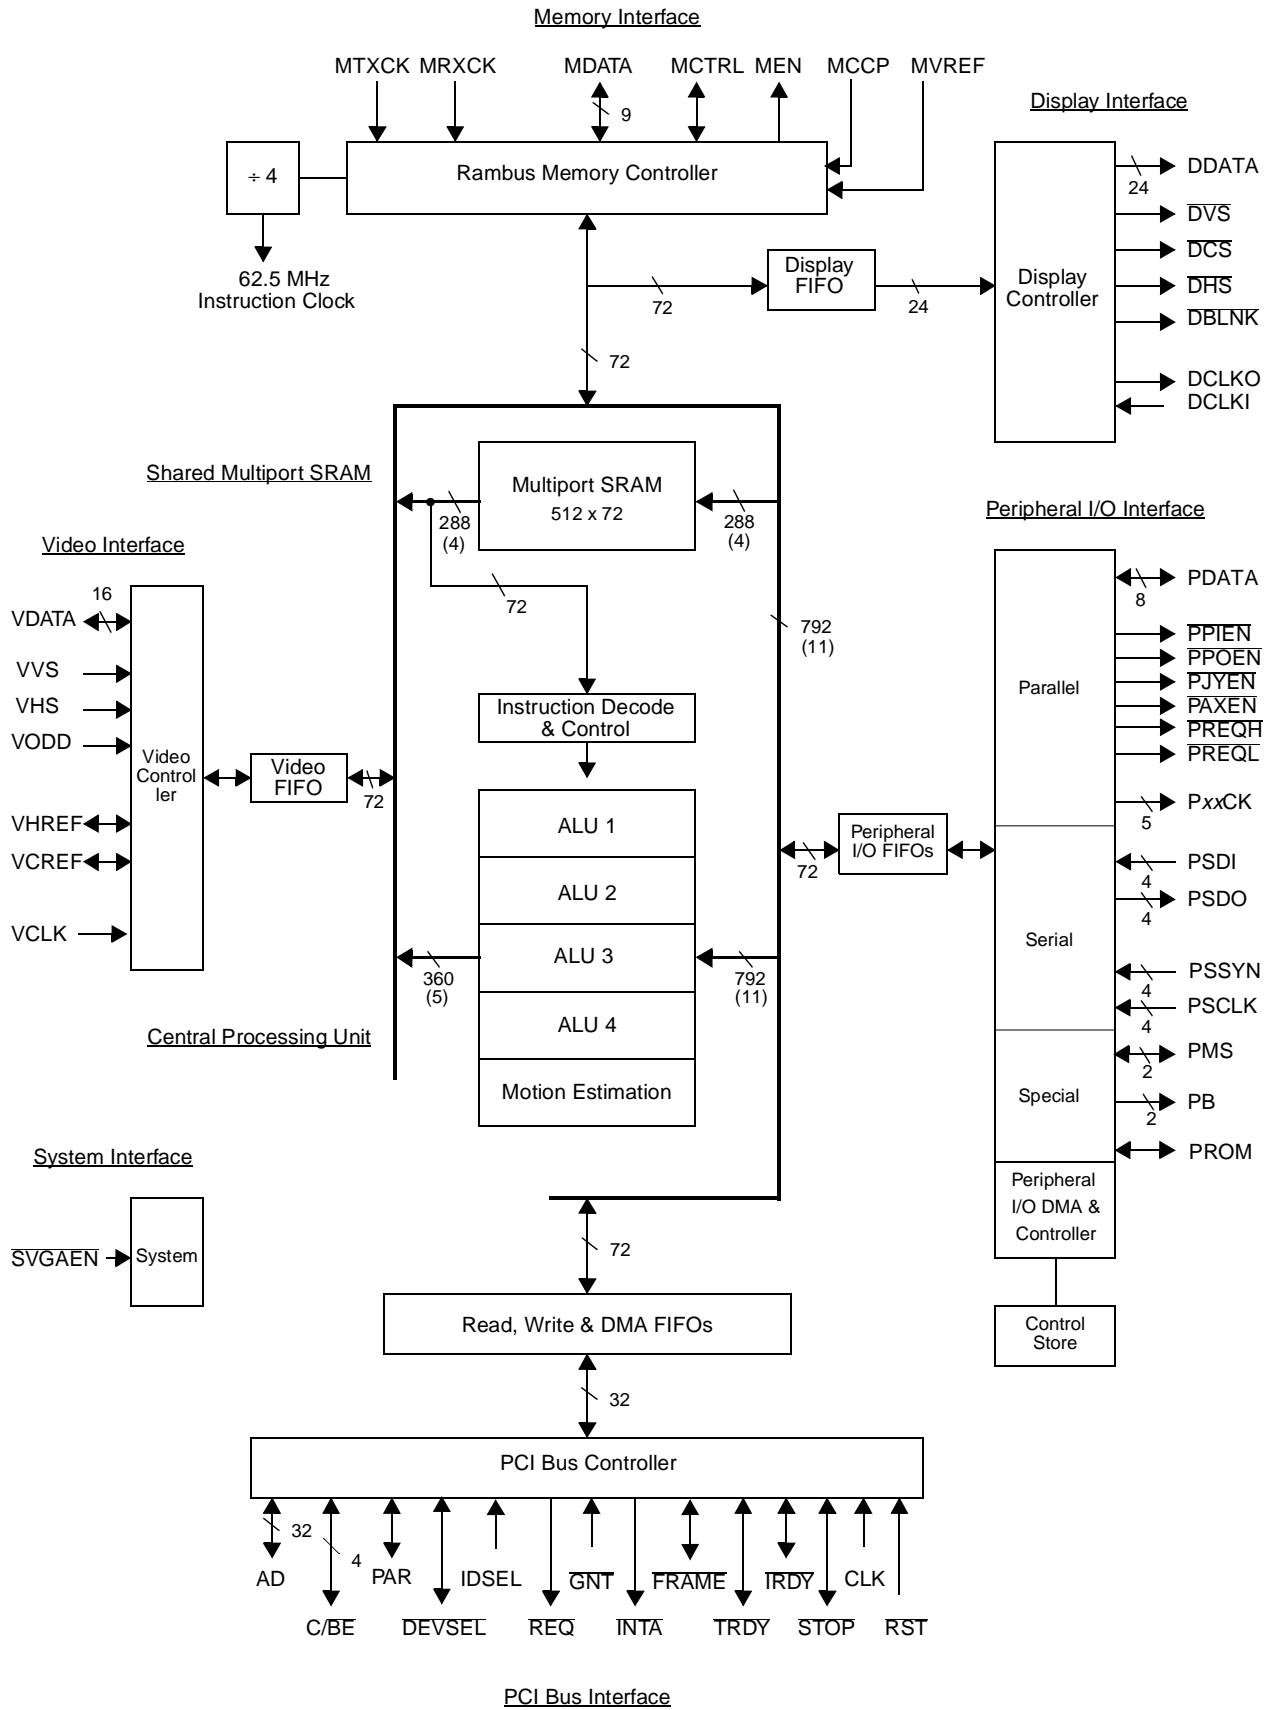 Memory Interface
MTXCK MRXCK MDATA MCTRL MEN MCCP MVREF
9
Rambus Memory Controller
÷ 4
62.5 MHz
Instruction Clock
Display Interface
Display
FIFO
72
24
72
Display
Controller
DDATA
24
DVS
DCS
DHS
DBLNK
DCLKO
DCLKI
Shared Multiport SRAM
Multiport SRAM
512 x 72
288
(4)
288
(4)
72
792
(11)
Video Interface
16
VDATA
VVS
VHS
VODD
VHREF
VCREF
VCLK
Video
Control
ler
Video
FIFO
72
Instruction Decode
& Control
ALU 1
ALU 2
ALU 3
ALU 4
Motion Estimation
360
(5)
792
(11)
Central Processing Unit
Peripheral I/O Interface
Peripheral
I/O FIFOs
72
Parallel
Serial
Special
Peripheral
I/O DMA &
Controller
Control
Store
PDATA
8
PPIEN
PPOEN
PJYEN
PAXEN
PREQH
PREQL
PxxCK
5
PSDI
4
PSDO
4
PSSYN
4
PSCLK
4
PMS
2
PB
2
PROM
System Interface
SVGAEN
System
72
Read, Write & DMA FIFOs
32
PCI Bus Controller
32
4
AD PAR IDSEL GNT FRAME IRDY CLK
C/BE DEVSEL REQ INTA TRDY STOP RST
PCI Bus Interface